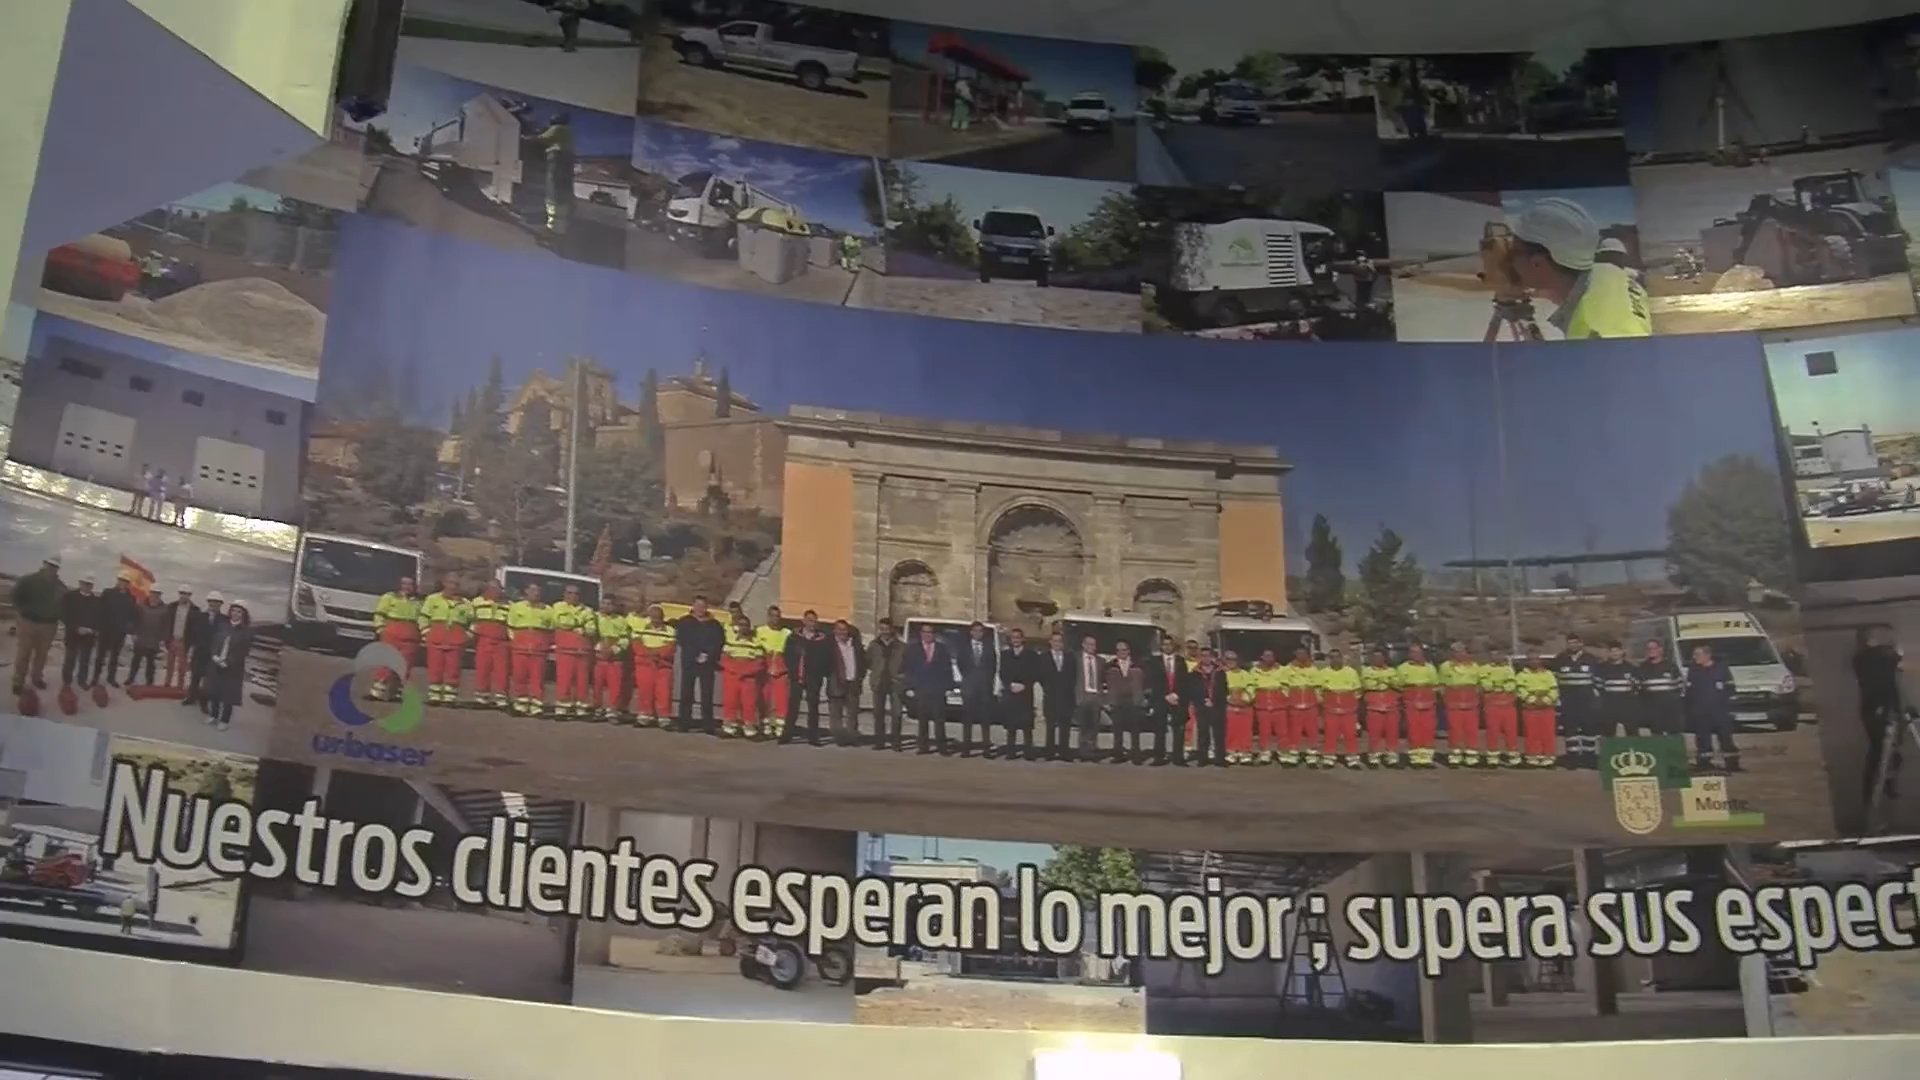 urbaser
del
Monte
Nuestros clientes esperan lo mejor ; supera sus espect